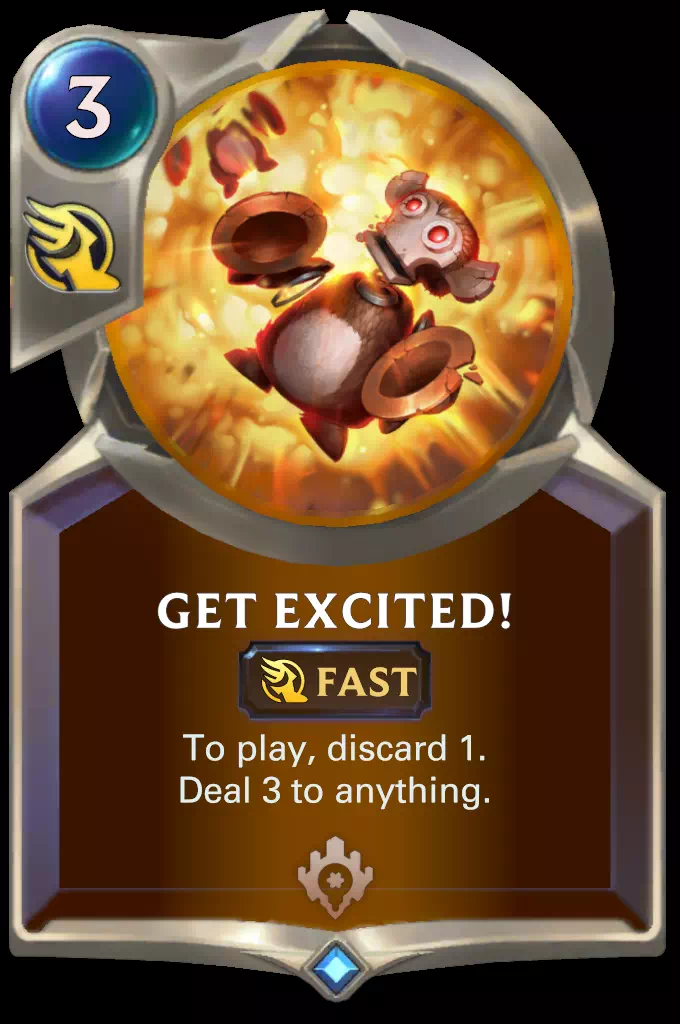 3
GET EXCITED!
FAST
To play, discard 1.
Deal 3 to anything.